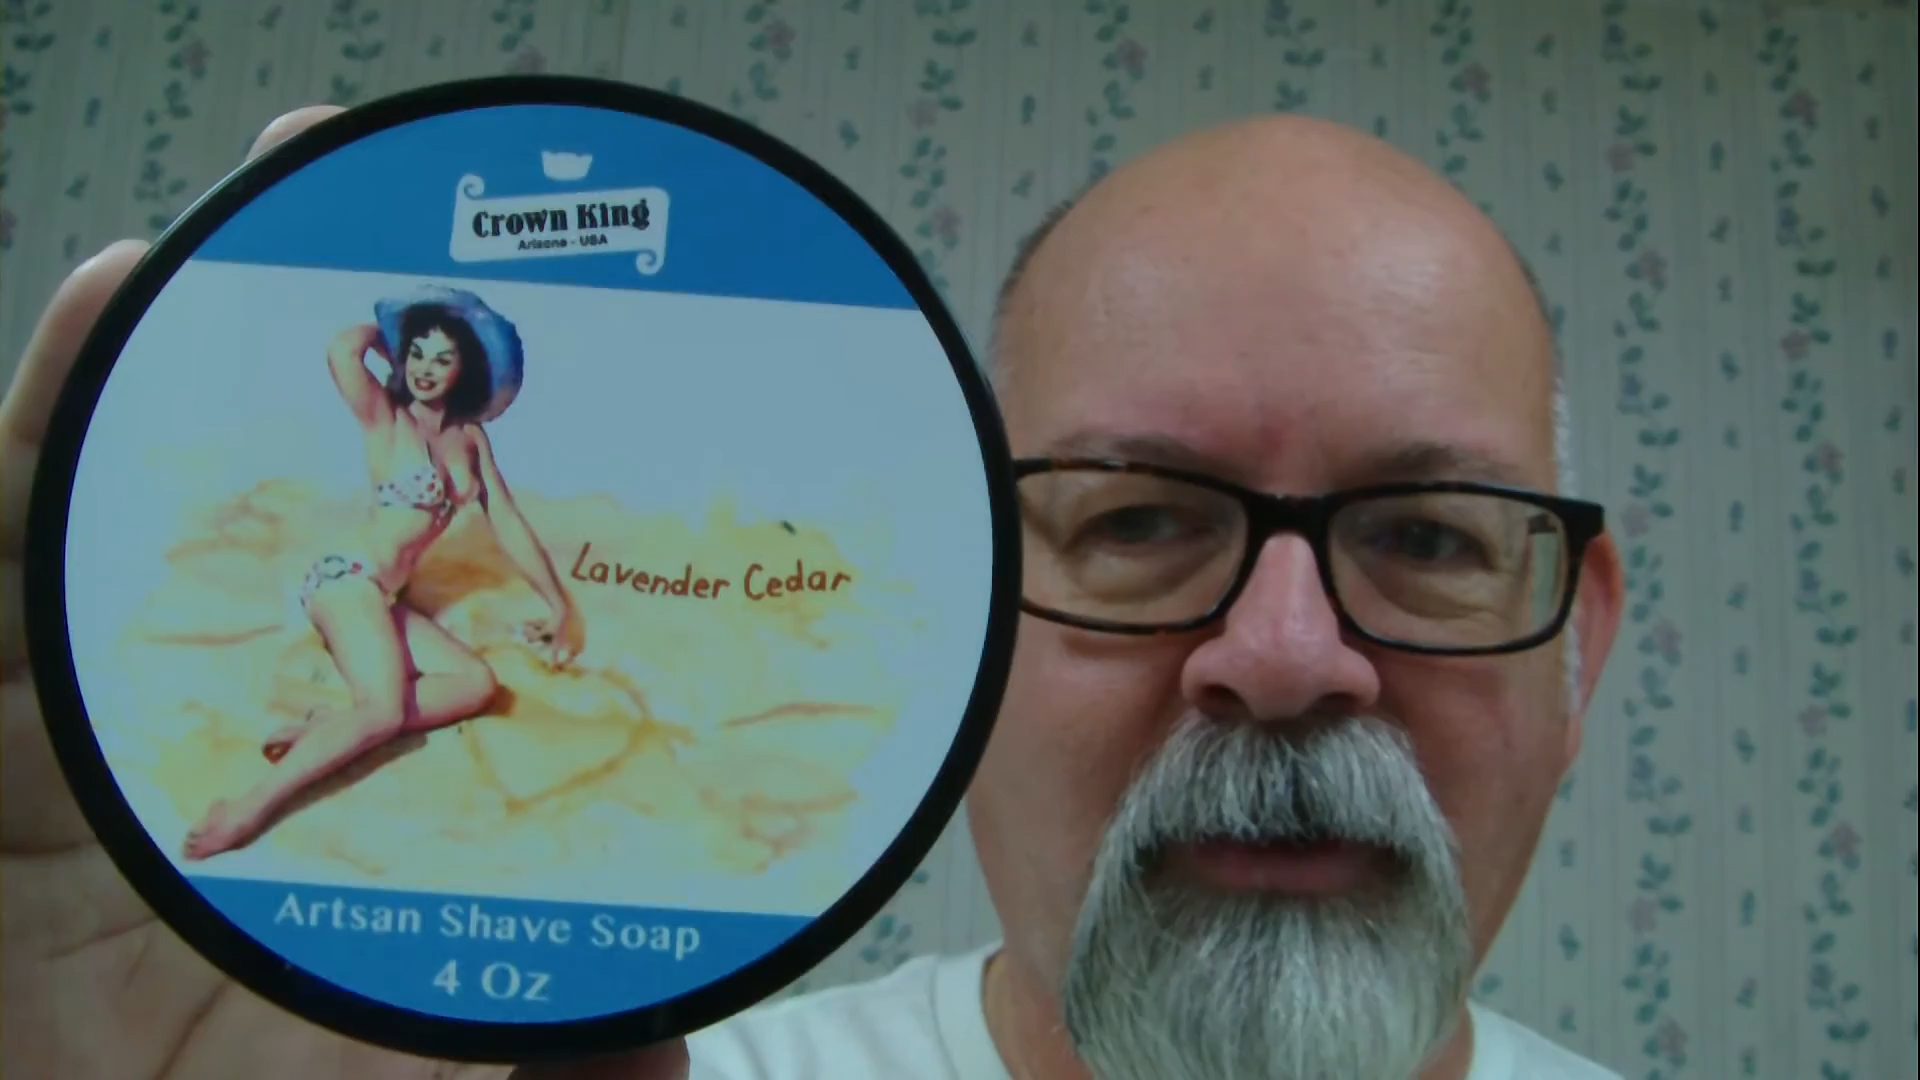 Crown King
Arizona - USA
Lavender Cedar
Artsan Shave Soap
4 Oz